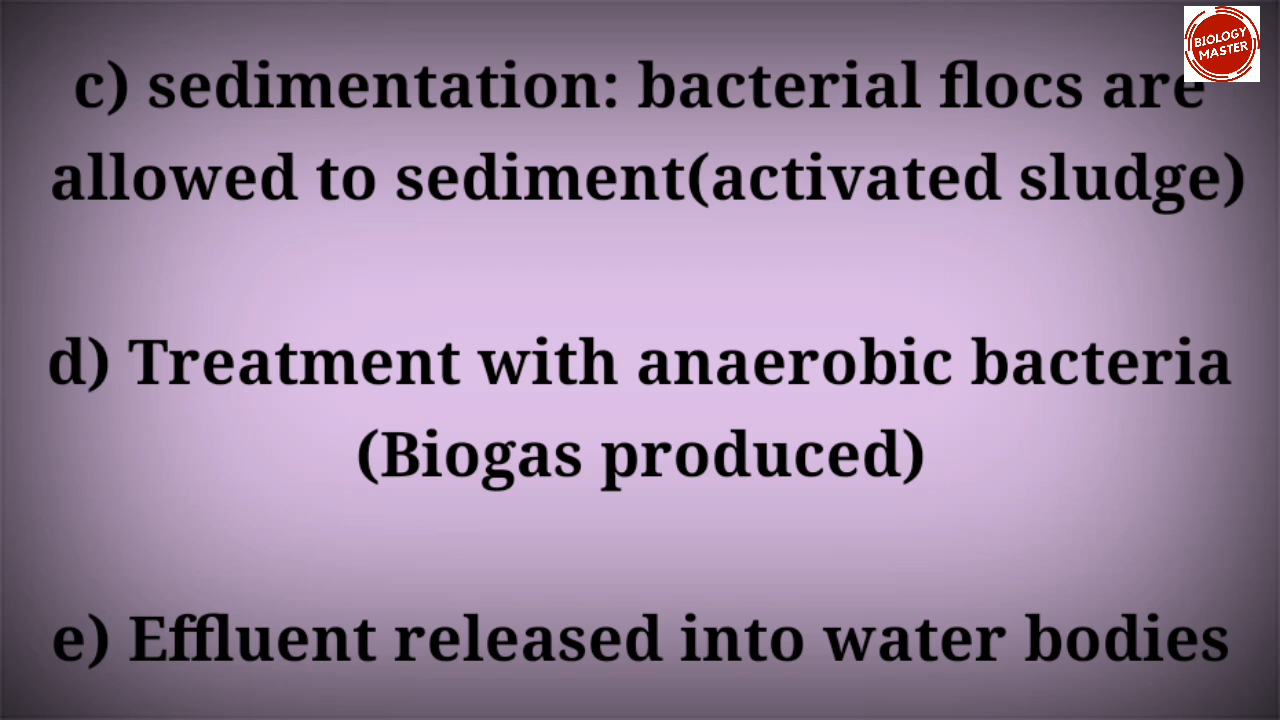 BIOLOGY
MASTER
c) sedimentation: bacterial flocs are
allowed to sediment(activated sludge)
d) Treatment with anaerobic bacteria
(Biogas produced)
e) Effluent released into water bodies